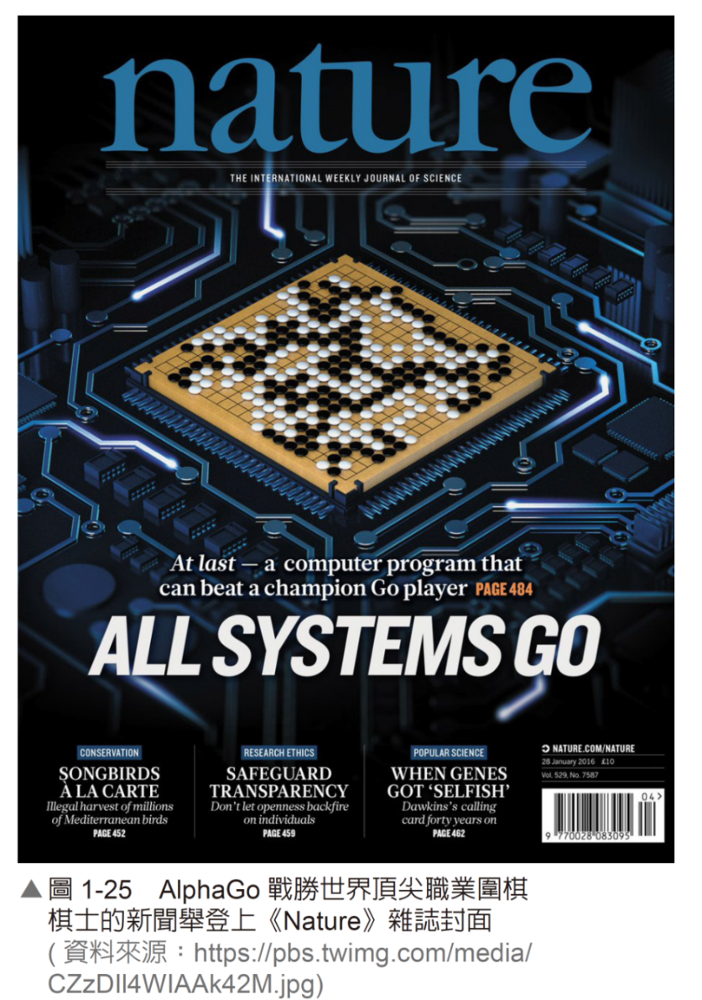 nature
THE INTERNATIONAL WEEKLY JOURNAL OF SCIENCE
At last — a computer program that
can beat a champion Go player PAGE 484
ALL SYSTEMS GO
CONSERVATION
SONGBIRDS
À LA CARTE
Illegal harvest of millions
of Mediterranean birds
PAGE 452
RESEARCH ETHICS
SAFEGUARD
TRANSPARENCY
Don't let openness backfire
on individuals
PAGE 459
POPULAR SCIENCE
WHEN GENES
GOT 'SELFISH'
Dawkins's calling
card forty years on
PAGE 462
NATURE.COM/NATURE
28 January 2016 £10
Vol. 529, No. 7587
04>
9 770028 083095
▲ 圖 1-25 AlphaGo 戰勝世界頂尖職業圍棋
棋士的新聞舉登上《Nature》雜誌封面
( 資料來源：https://pbs.twimg.com/media/
CZzDIl4WIAAk42M.jpg)